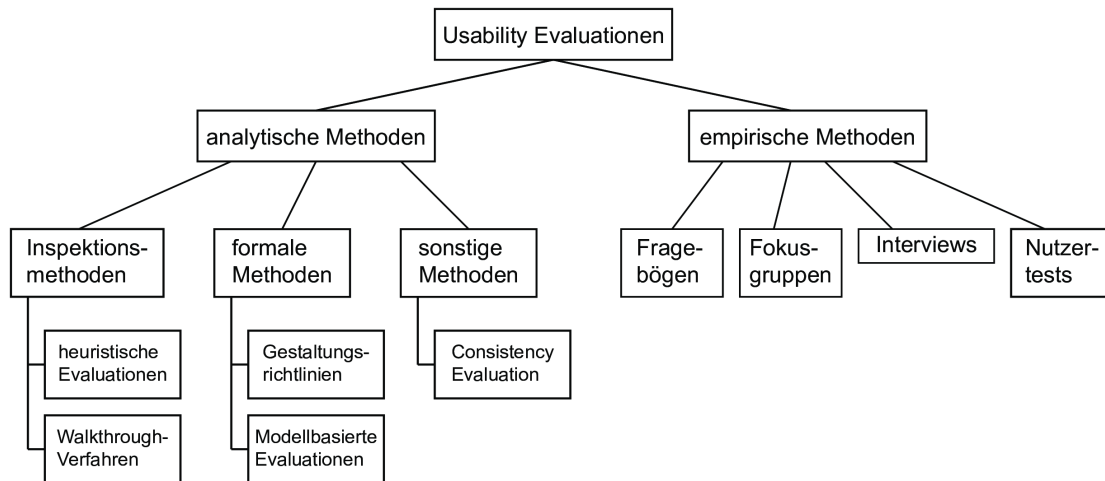 Usability Evaluationen
analytische Methoden
empirische Methoden
Inspektions-
methoden
formale
Methoden
sonstige
Methoden
Frage-
bögen
Fokus-
gruppen
Interviews
Nutzer-
tests
heuristische
Evaluationen
Gestaltungs-
richtlinien
Consistency
Evaluation
Walkthrough-
Verfahren
Modellbasierte
Evaluationen